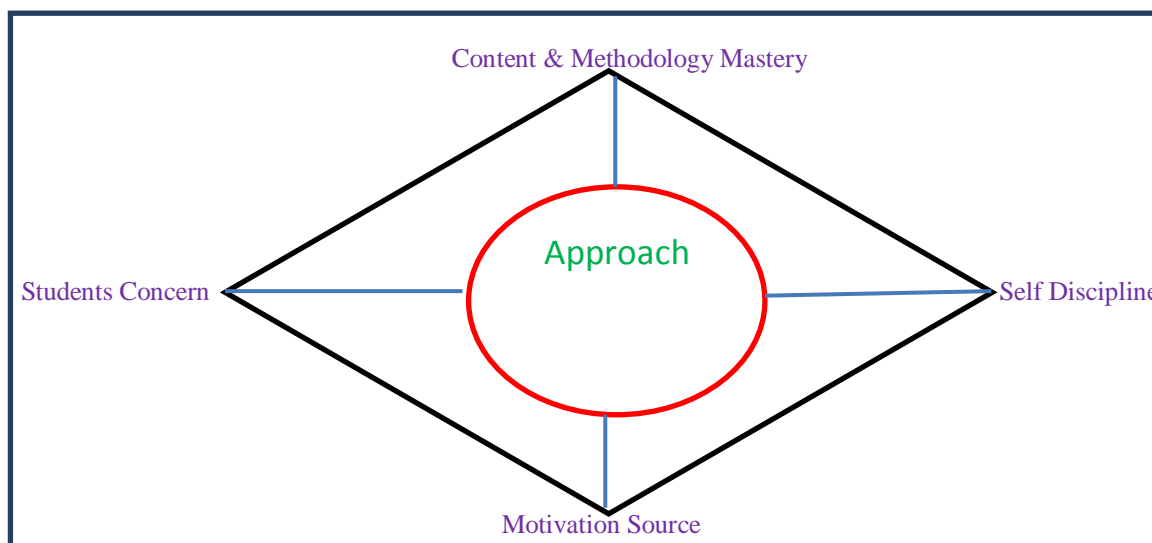 Content & Methodology Mastery
Approach
Students Concern
Self Discipline
Motivation Source